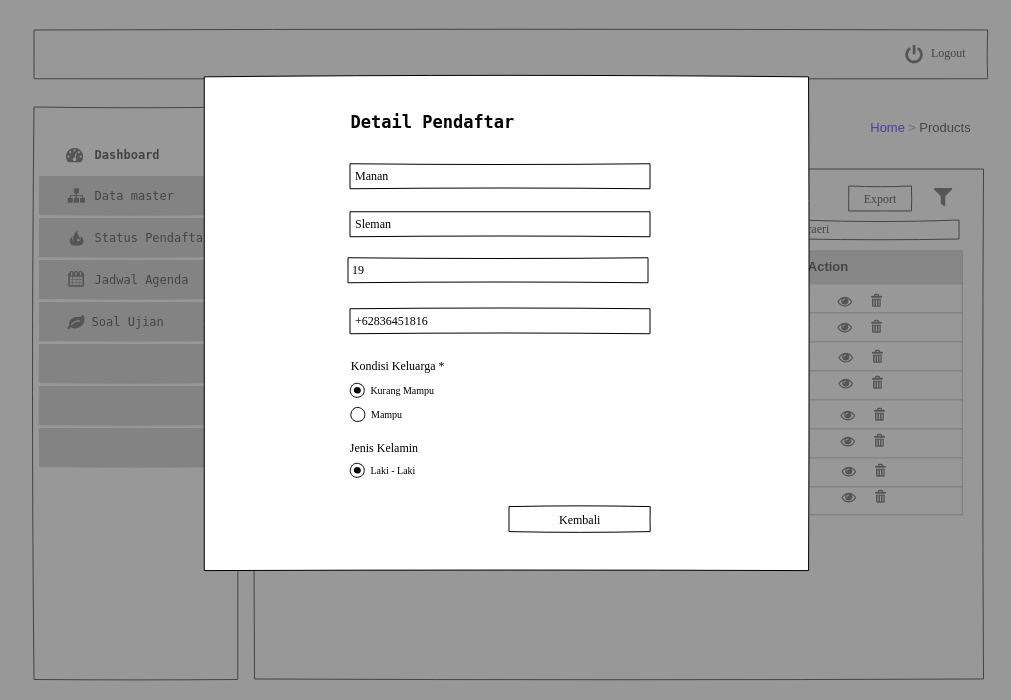 Logout
Home > Products
Dashboard
Data master
Status Pendafta
Jadwal Agenda
Soal Ujian
Export
aeri
Action
Detail Pendaftar
Manan
Sleman
19
+62836451816
Kondisi Keluarga *
Kurang Mampu
Mampu
Jenis Kelamin
Laki - Laki
Kembali